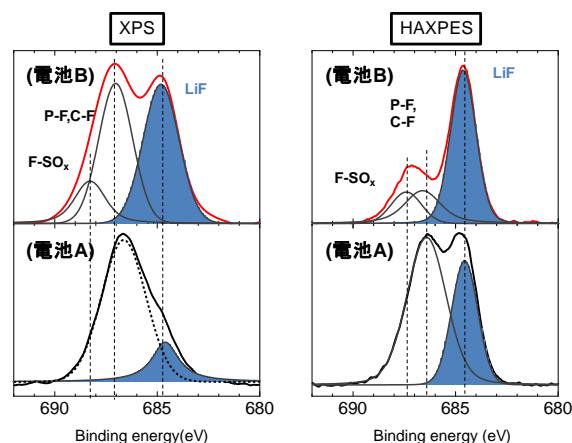 XPS
HAXPES
(電池B)
LiF
P-F,C-F
F-SOx
(電池A)
690
685
680
Binding energy(eV)
(電池B)
LiF
P-F,
C-F
F-SOx
(電池A)
690
685
680
Binding energy(eV)